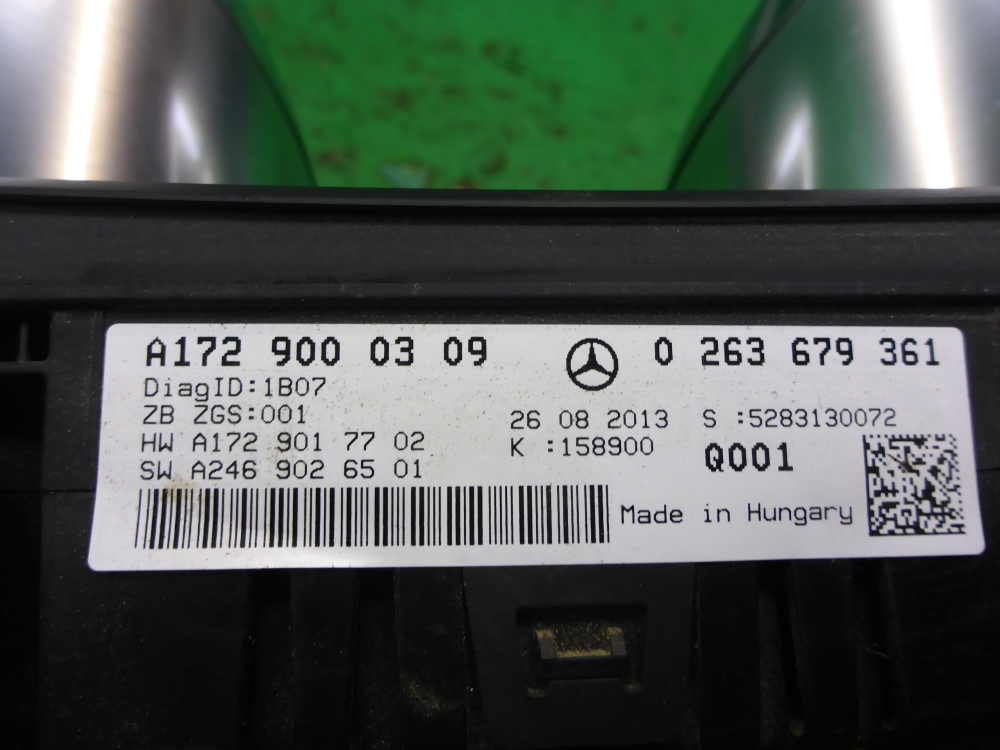 A172 900 03 09 0 263 679 361
DiagID:1B07
ZB ZGS:001 26 08 2013 S :5283130072
HW A172 901 77 02 K :158900 Q001
SW A246 902 65 01
Made in Hungary